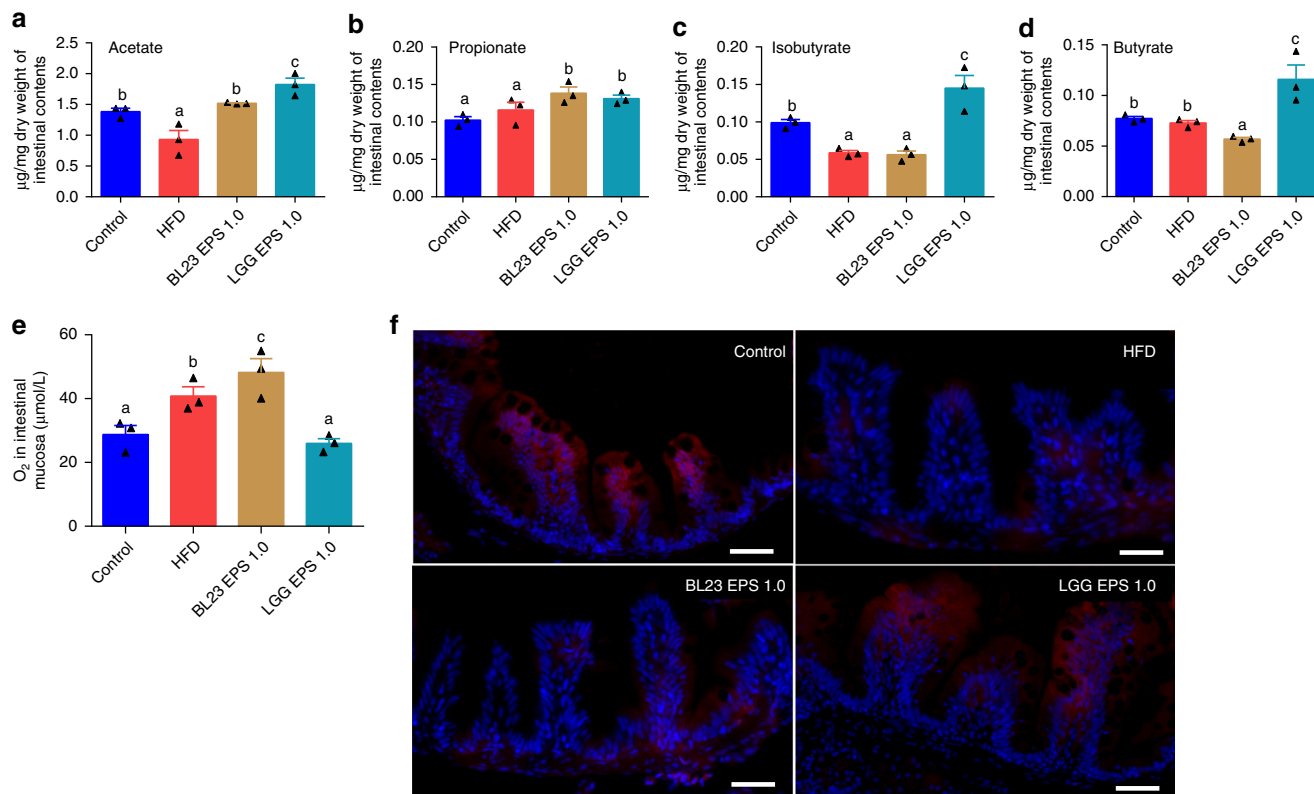 a
Acetate
µg/mg dry weight of
intestinal contents
2.5
2.0
1.5
1.0
0.5
0.0
b
a
b
c
Control
HFD
BL23 EPS 1.0
LGG EPS 1.0
b
Propionate
µg/mg dry weight of
intestinal contents
0.20
0.15
0.10
0.05
0.00
a
a
b
b
Control
HFD
BL23 EPS 1.0
LGG EPS 1.0
c
Isobutyrate
µg/mg dry weight of
intestinal contents
0.20
0.15
0.10
0.05
0.00
b
a
a
c
Control
HFD
BL23 EPS 1.0
LGG EPS 1.0
d
Butyrate
µg/mg dry weight of
intestinal contents
0.15
0.10
0.05
0.00
b
b
a
c
Control
HFD
BL23 EPS 1.0
LGG EPS 1.0
e
O₂ in intestinal
mucosa (µmol/L)
60
40
20
0
a
b
c
a
Control
HFD
BL23 EPS 1.0
LGG EPS 1.0
f
Control
HFD
BL23 EPS 1.0
LGG EPS 1.0